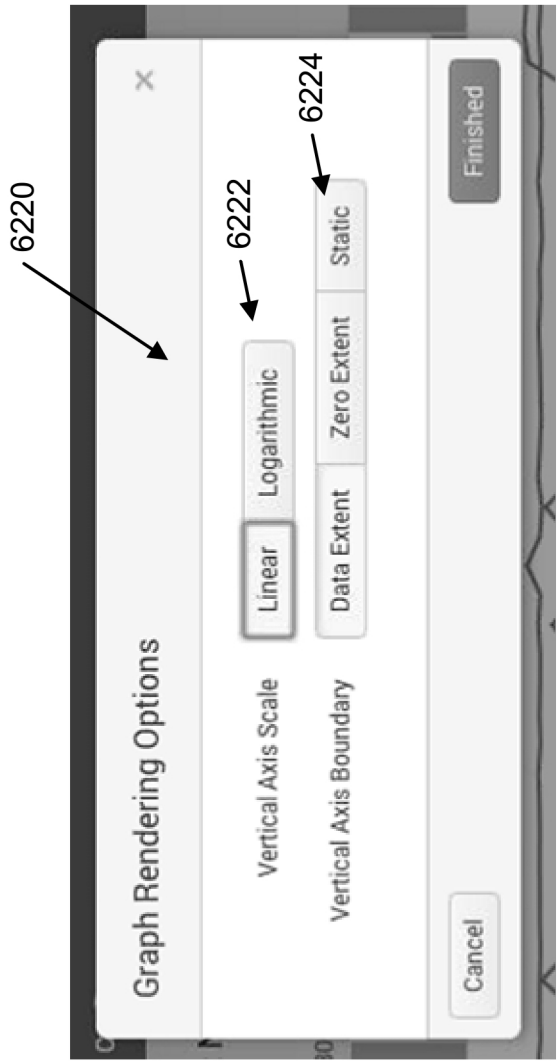 6220
Graph Rendering Options ×
Vertical Axis Scale Linear Logarithmic
6222
Vertical Axis Boundary Data Extent Zero Extent Static
6224
Cancel Finished